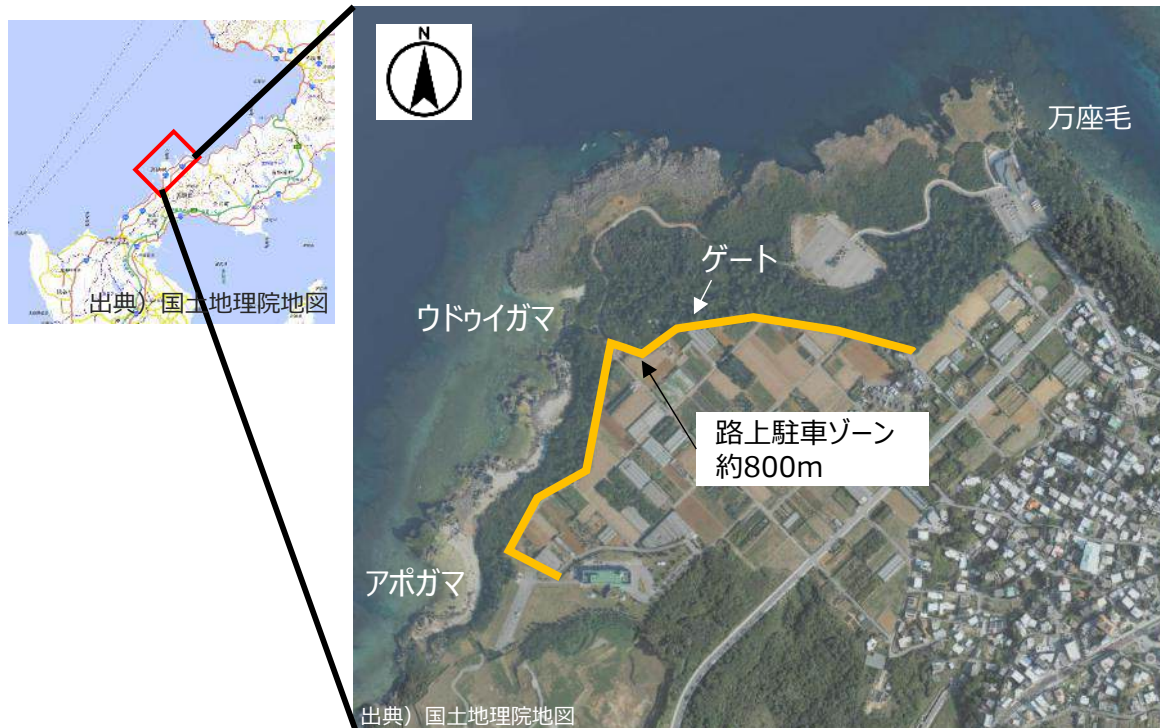 出典）国土地理院地図
N
万座毛
ゲート
ウドゥイガマ
路上駐車ゾーン
約800m
アポガマ
出典）国土地理院地図